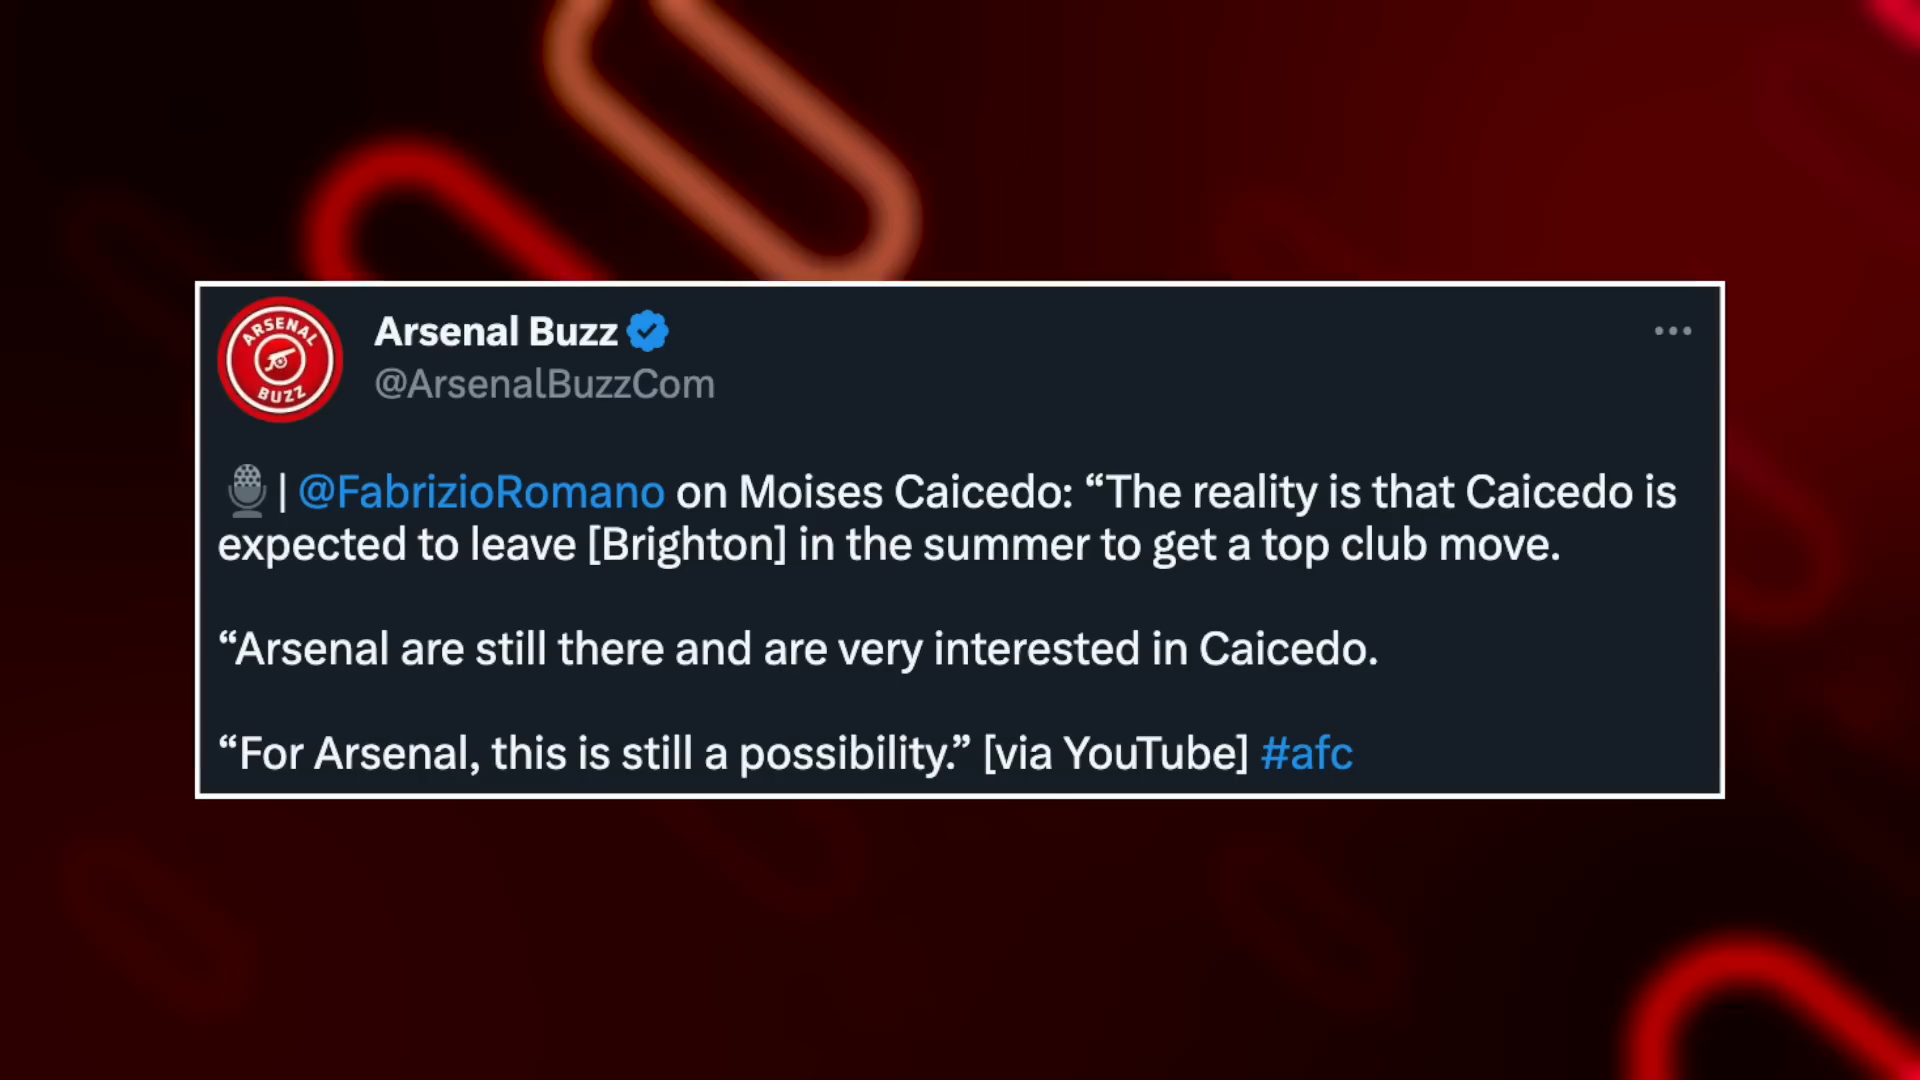 ARSENAL
BUZZ
Arsenal Buzz
@ArsenalBuzzCom
🎙| @FabrizioRomano on Moises Caicedo: “The reality is that Caicedo is
expected to leave [Brighton] in the summer to get a top club move.
“Arsenal are still there and are very interested in Caicedo.
“For Arsenal, this is still a possibility.” [via YouTube] #afc